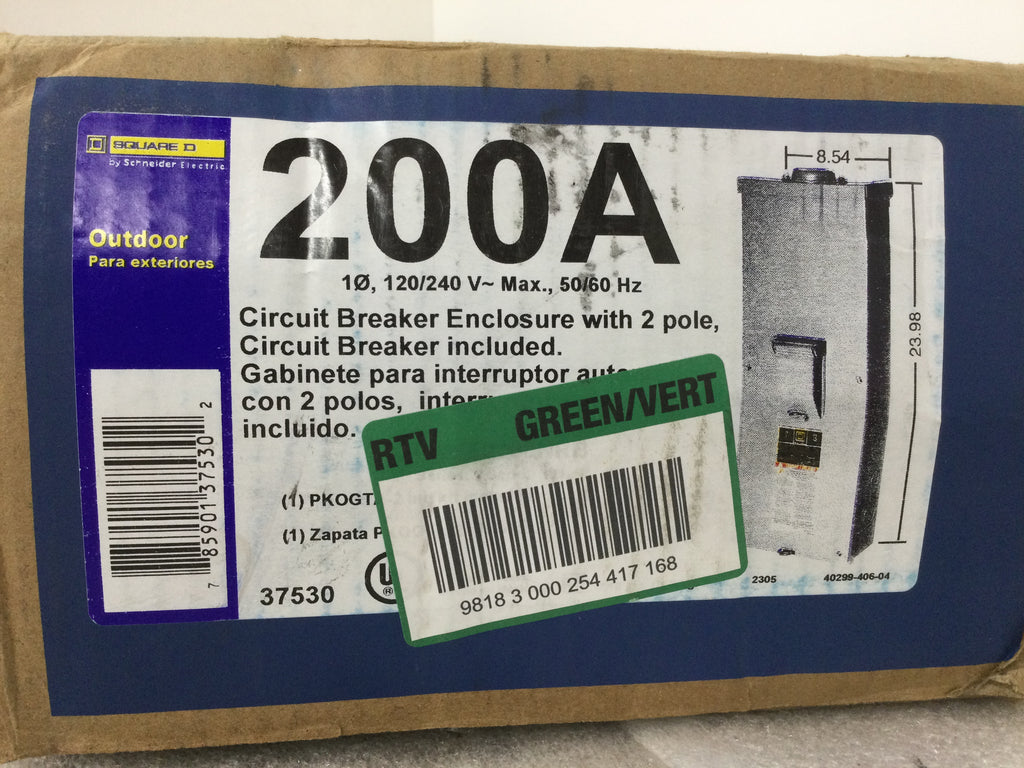 SQUARE D
by Schneider Electric
Outdoor
Para exteriores
7 85901 37530 2
200A
1Ø, 120/240 V~ Max., 50/60 Hz
Circuit Breaker Enclosure with 2 pole,
Circuit Breaker included.
Gabinete para interruptor
con 2 polos,
incluido.
(1) PKOGT
(1) Zapata
37530
RTV GREEN/VERT
9818 3 000 254 417 168
8.54
23.98
2305
40299-406-04